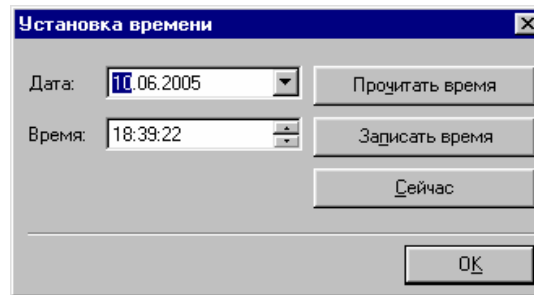 Установка времени
Дата: 10.06.2005 Прочитать время
Время: 18:39:22 Записать время
Сейчас
OK